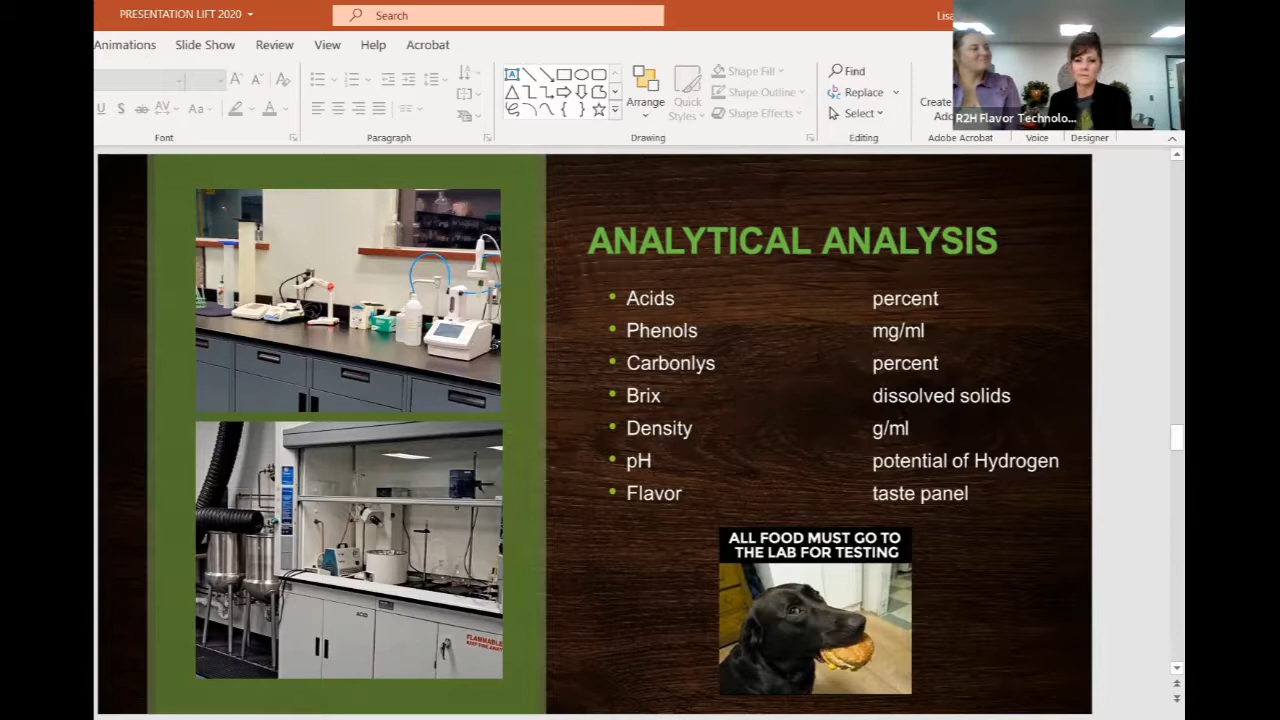 PRESENTATION LIFT 2020
Search
Lisa
Animations Slide Show Review View Help Acrobat
Shape Fill
Shape Outline
Shape Effects
Arrange
Quick
Styles
Find
Replace
Select
Create
Font
Paragraph
Drawing
Editing
Adobe Acrobat
Voice
Designer
R2H Flavor Technolo...
ANALYTICAL ANALYSIS
• Acids percent
• Phenols mg/ml
• Carbonlys percent
• Brix dissolved solids
• Density g/ml
• pH potential of Hydrogen
• Flavor taste panel
ALL FOOD MUST GO TO
THE LAB FOR TESTING
ACID
FLAMMABLE